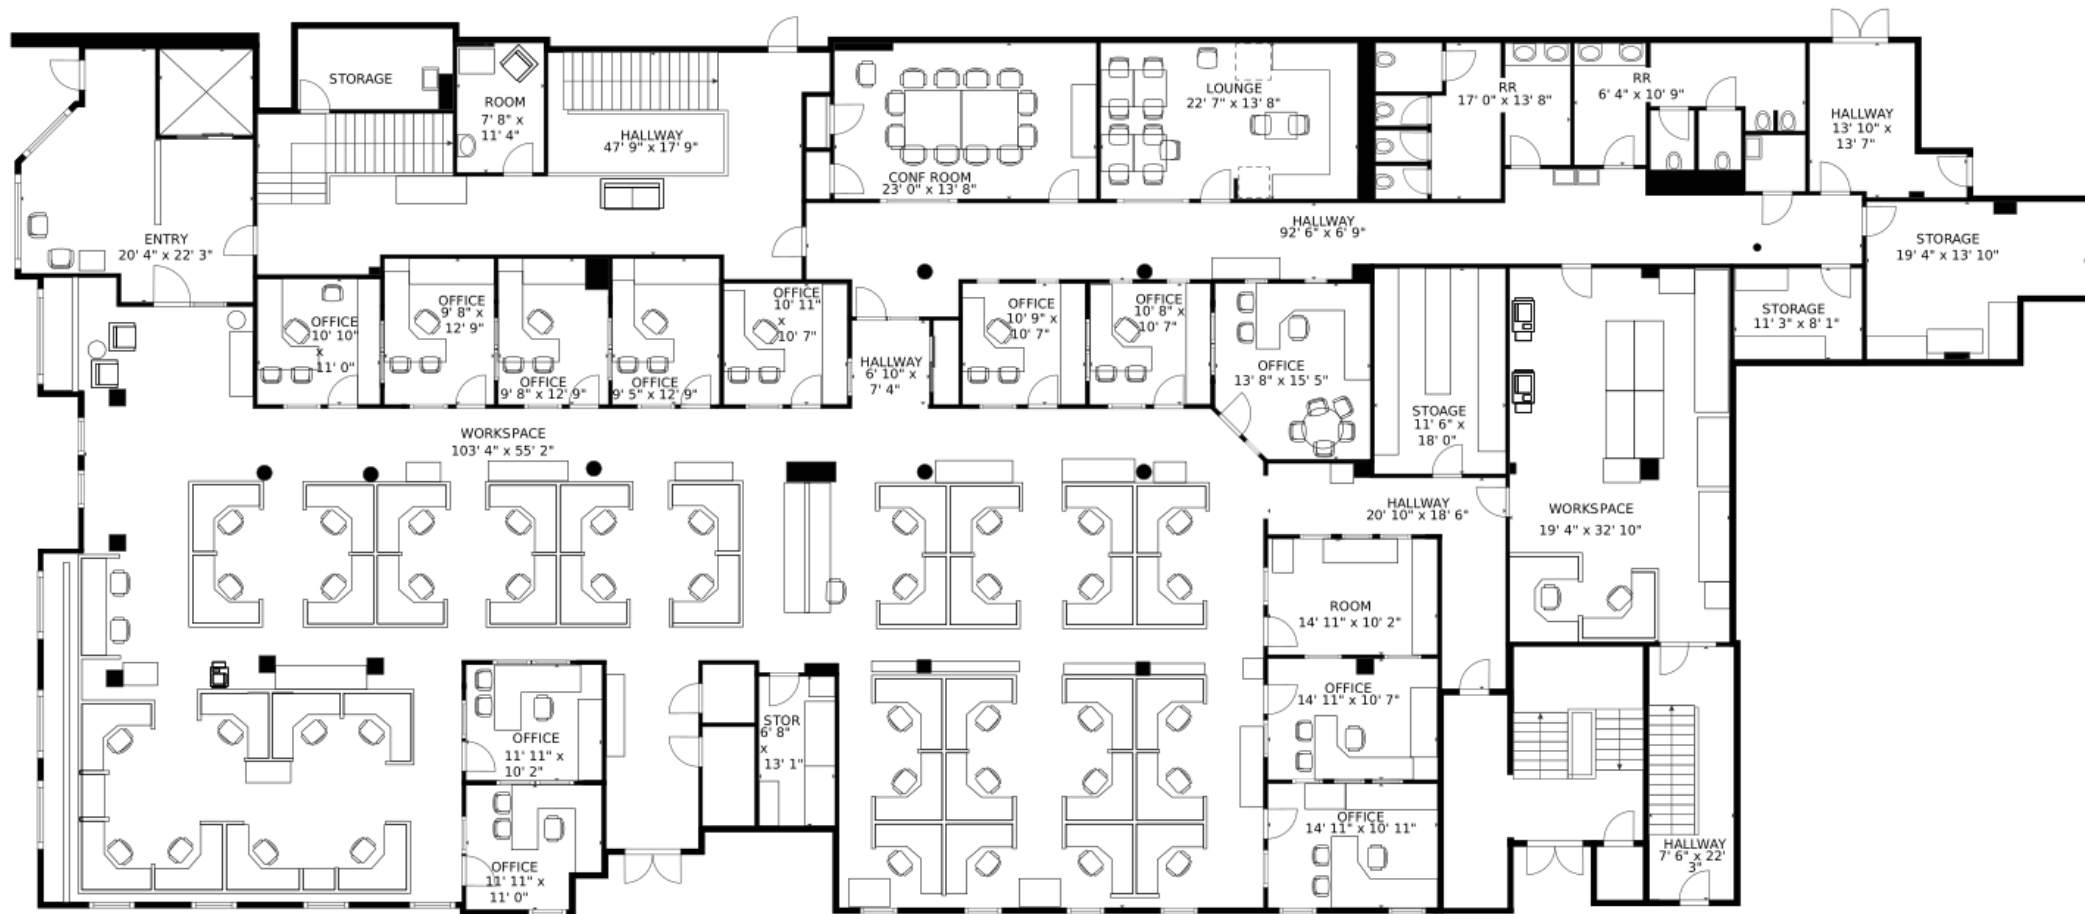 STORAGE
ROOM
7' 8" x
11' 4"
HALLWAY
47' 9" x 17' 9"
CONF ROOM
23' 0" x 13' 8"
LOUNGE
22' 7" x 13' 8"
RR
17' 0" x 13' 8"
RR
6' 4" x 10' 9"
HALLWAY
13' 10" x
13' 7"
ENTRY
20' 4" x 22' 3"
HALLWAY
92' 6" x 6' 9"
STORAGE
19' 4" x 13' 10"
OFFICE
10' 10"
x
11' 0"
OFFICE
9' 8" x
12' 9"
OFFICE
9' 8" x 12' 9"
OFFICE
9' 5" x 12' 9"
OFFICE
10' 11"
x
10' 7"
HALLWAY
6' 10" x
7' 4"
OFFICE
10' 9" x
10' 7"
OFFICE
10' 8" x
10' 7"
OFFICE
13' 8" x 15' 5"
STOAGE
11' 6" x
18' 0"
STORAGE
11' 3" x 8' 1"
WORKSPACE
103' 4" x 55' 2"
HALLWAY
20' 10" x 18' 6"
WORKSPACE
19' 4" x 32' 10"
ROOM
14' 11" x 10' 2"
OFFICE
14' 11" x 10' 7"
OFFICE
14' 11" x 10' 11"
OFFICE
11' 11" x
10' 2"
STOR
6' 8"
x
13' 1"
OFFICE
11' 11" x
11' 0"
HALLWAY
7' 6" x 22'
3"